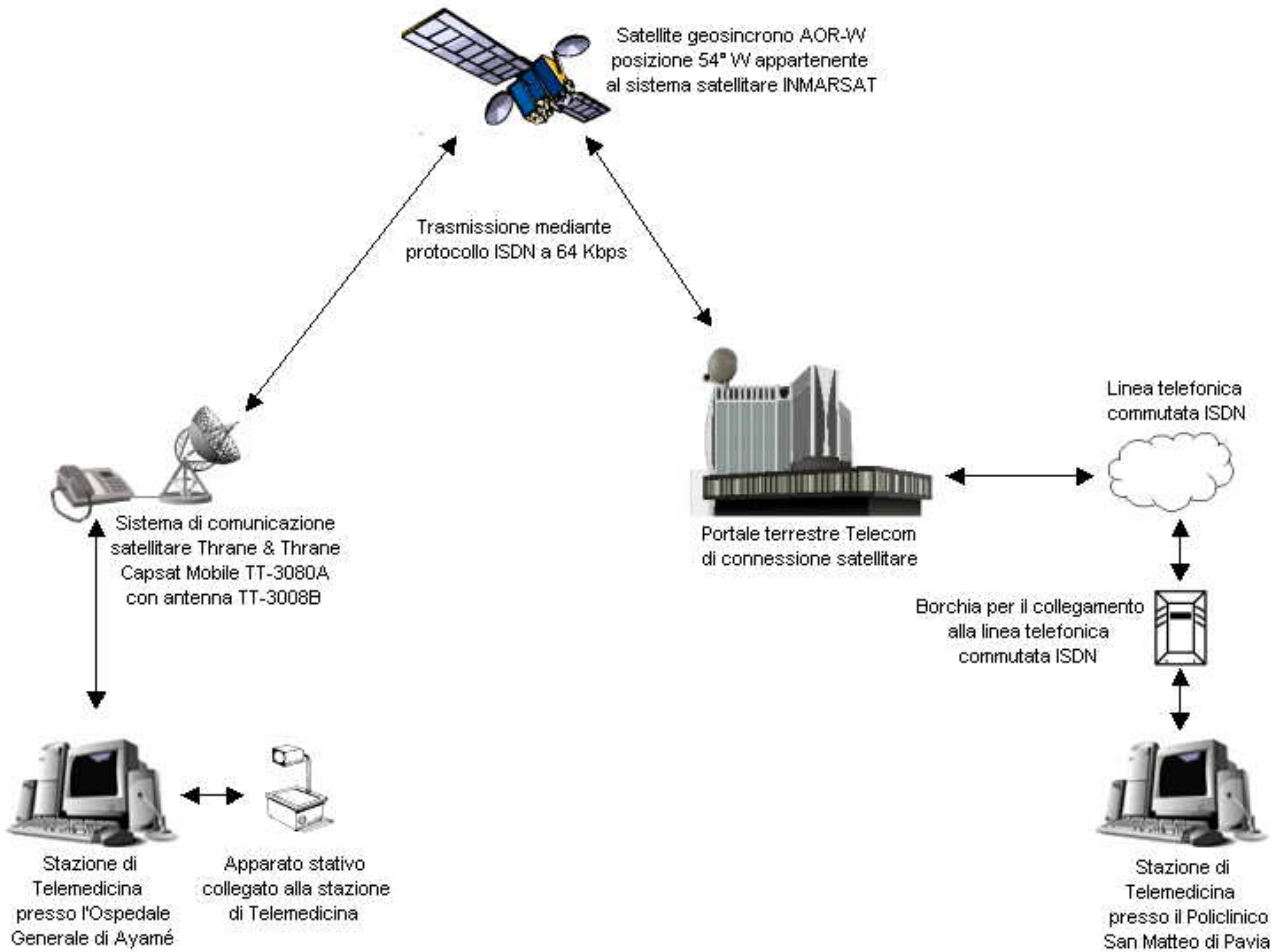 Satellite geosincrono AOR-W
posizione 54° W appartenente
al sistema satellitare INMARSAT
Trasmissione mediante
protocollo ISDN a 64 Kbps
Linea telefonica
commutata ISDN
Sistema di comunicazione
satellitare Thrane & Thrane
Capsat Mobile TT-3080A
con antenna TT-3008B
Portale terrestre Telecom
di connessione satellitare
Borchia per il collegamento
alla linea telefonica
commutata ISDN
Stazione di
Telemedicina
presso l'Ospedale
Generale di Ayamé
Apparato stativo
collegato alla stazione
di Telemedicina
Stazione di
Telemedicina
presso il Policlinico
San Matteo di Pavia